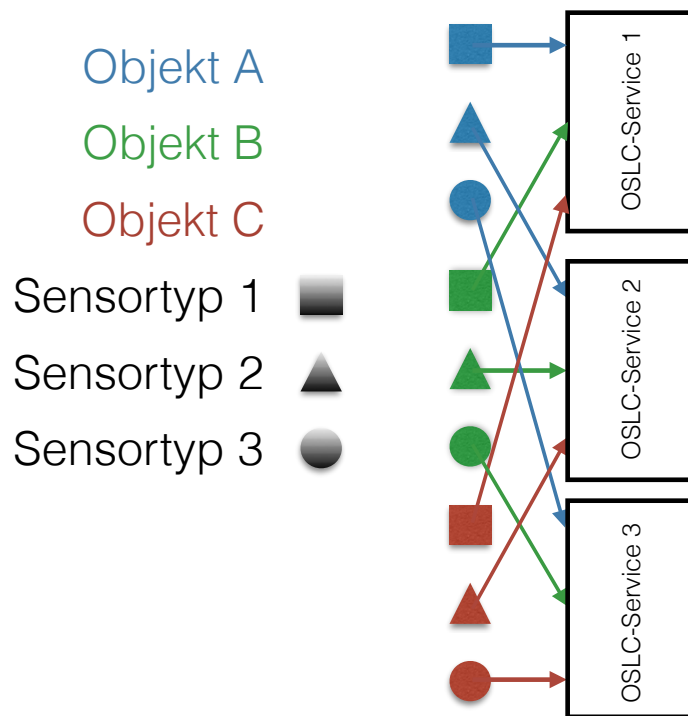 Objekt A
Objekt B
Objekt C
Sensortyp 1
Sensortyp 2
Sensortyp 3
OSLC-Service 1
OSLC-Service 2
OSLC-Service 3